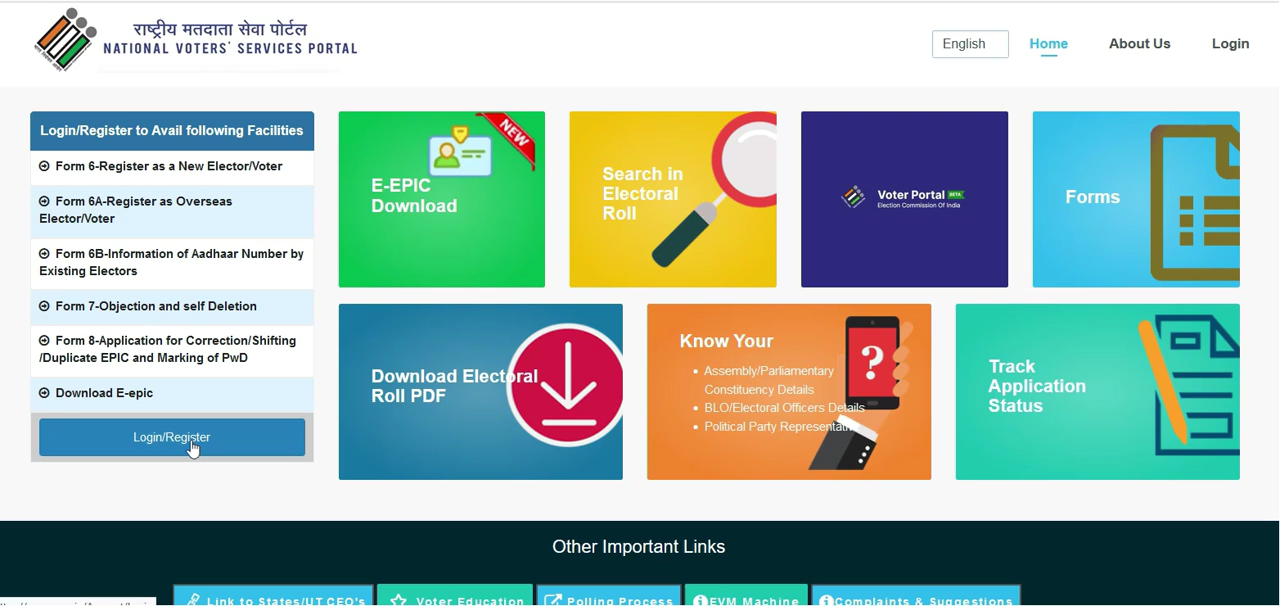 राष्ट्रीय मतदाता सेवा पोर्टल
NATIONAL VOTERS' SERVICES PORTAL
English
Home
About Us
Login
Login/Register to Avail following Facilities
Form 6-Register as a New Elector/Voter
Form 6A-Register as Overseas
Elector/Voter
Form 6B-Information of Aadhaar Number by
Existing Electors
Form 7-Objection and self Deletion
Form 8-Application for Correction/Shifting
/Duplicate EPIC and Marking of PwD
Download E-epic
Login/Register
E-EPIC
Download
NEW
Search in
Electoral
Roll
Voter Portal BETA
Election Commission Of India
Forms
Download Electoral
Roll PDF
Know Your
Assembly/Parliamentary
Constituency Details
BLO/Electoral Officers Details
Political Party Representative
?
Track
Application
Status
Other Important Links
Link to States/UT CEO's
Voter Education
Polling Process
EVM Machine
Complaints & Suggestions